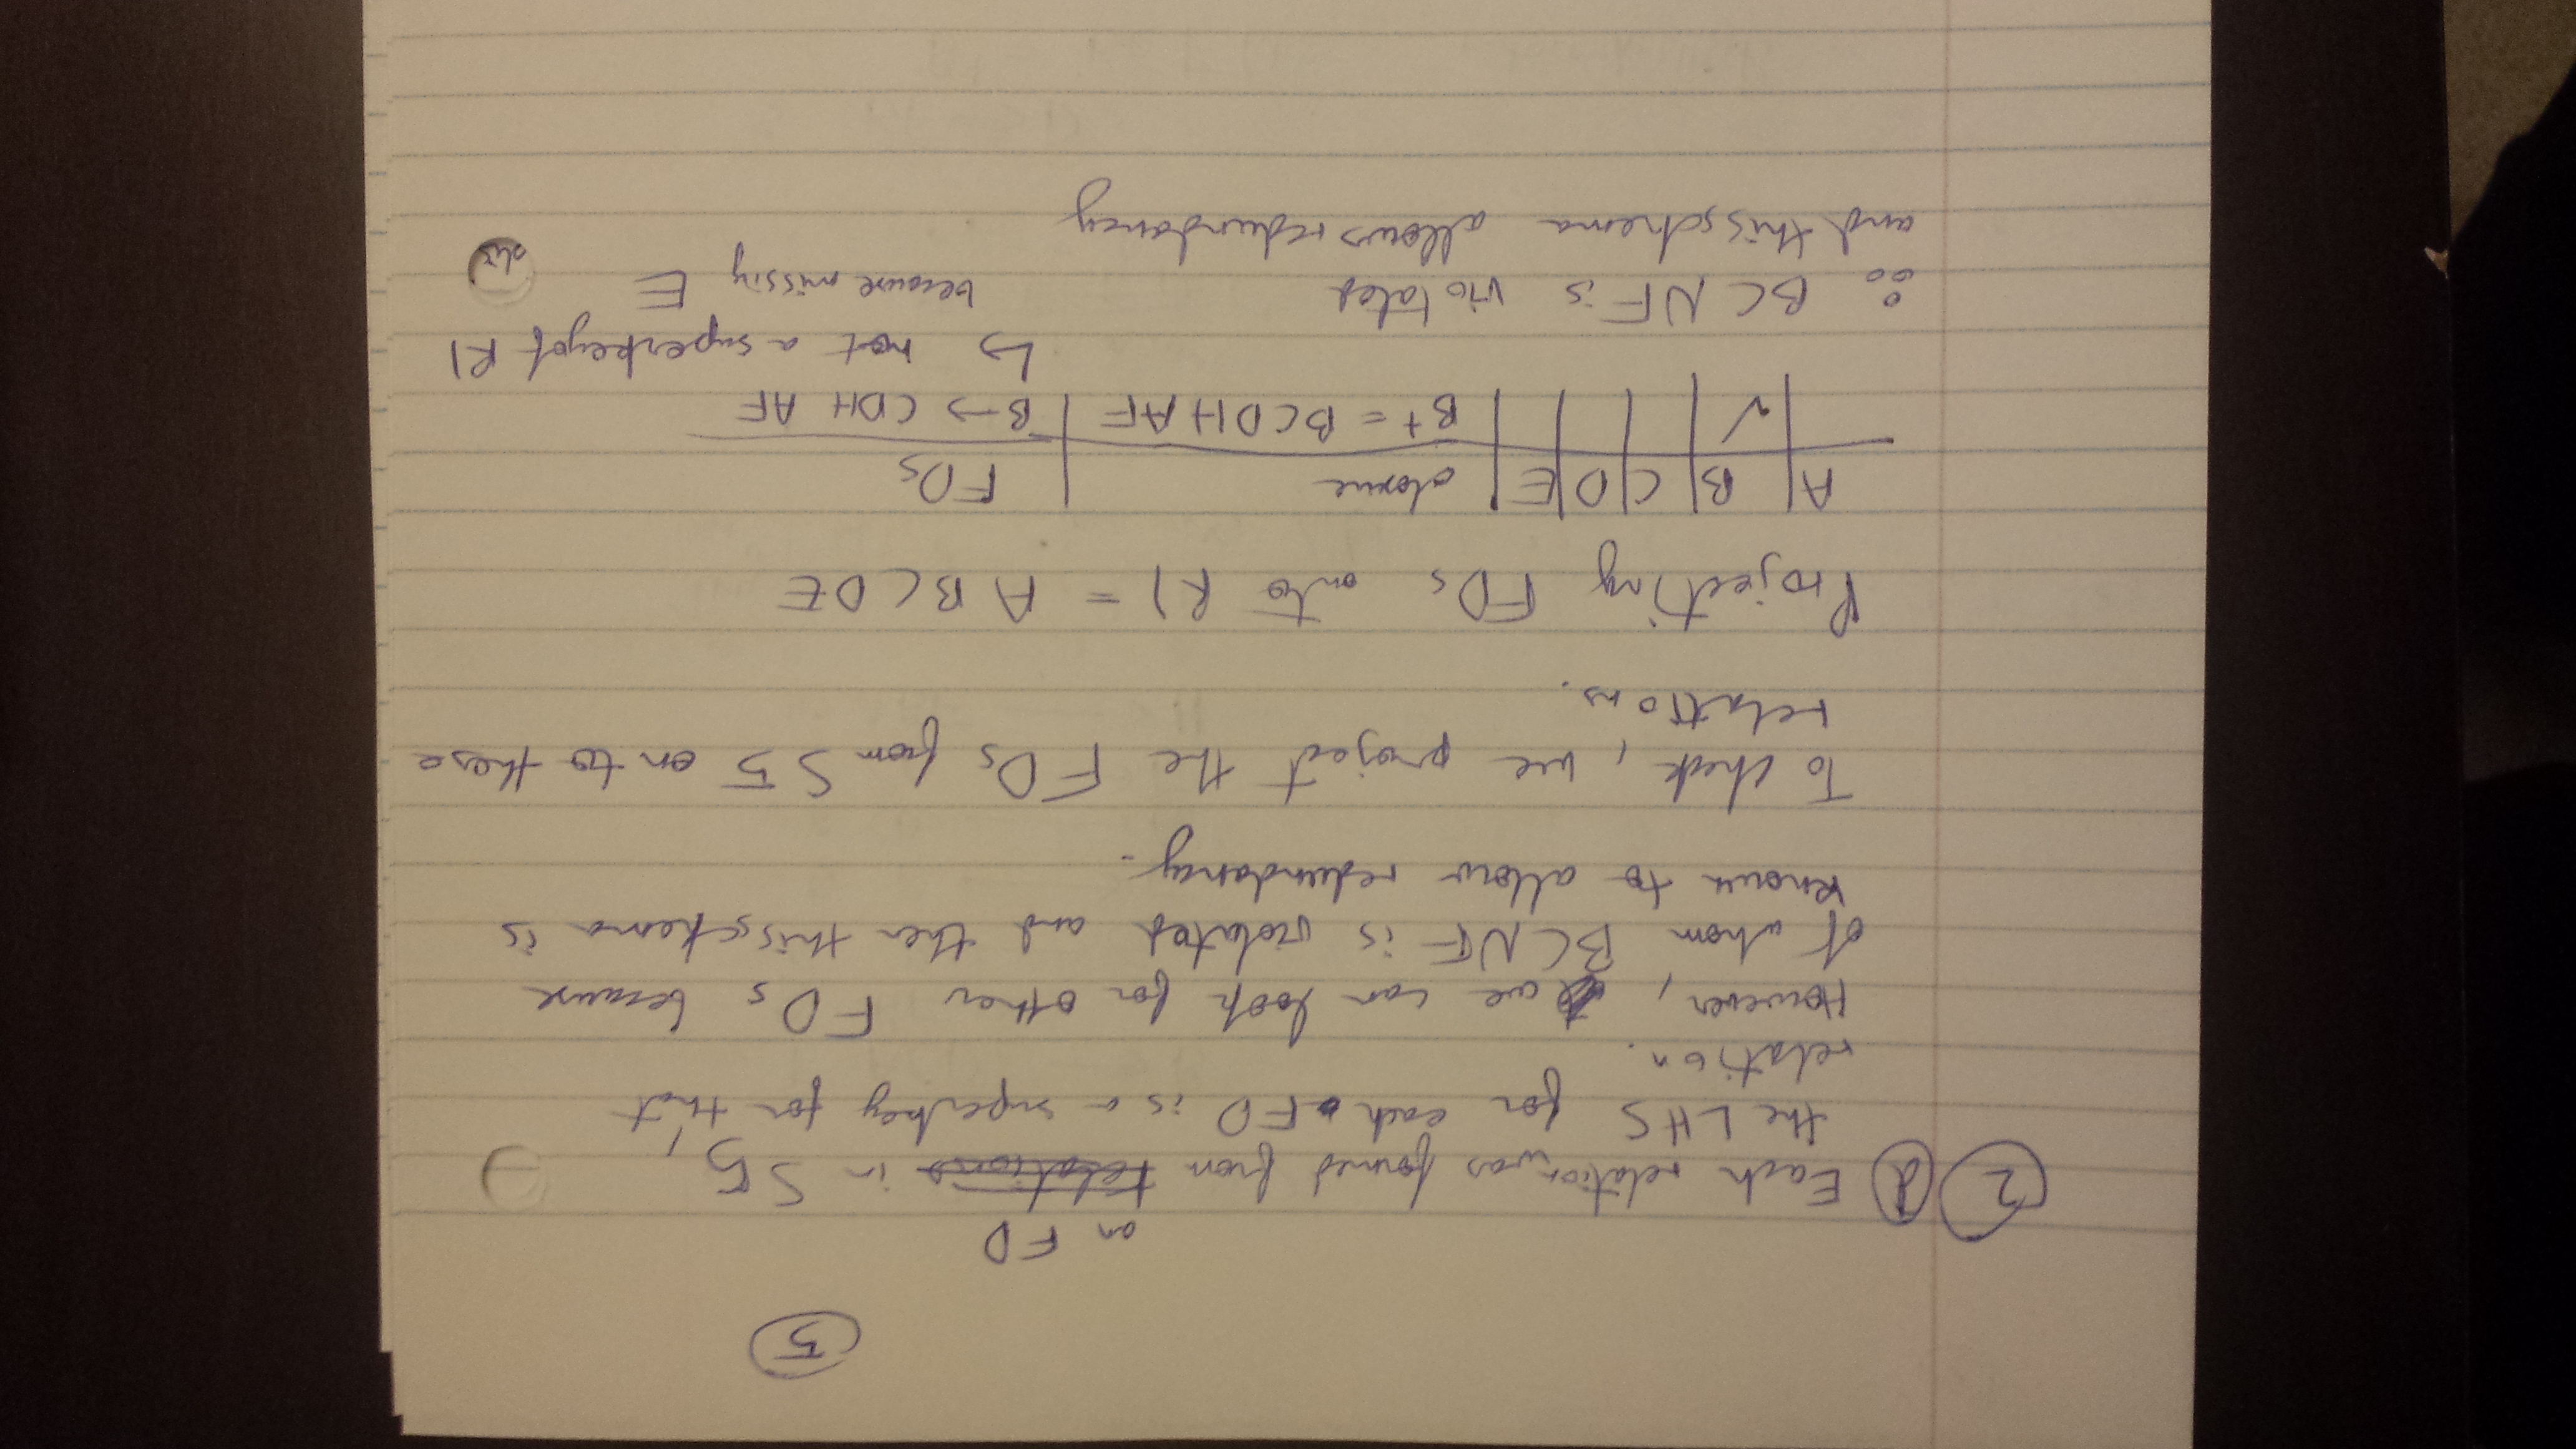 5
an FD
2 d Each relation was formed from relations in S5,
the LHS for each FD is a superkey for that
relation.
However, we can look for other FDs because
of whom BCNF is violated and then this schema is
known to allow redundancy.
To check, we project the FDs from S5 on to these
relations.
Projecting FDs onto R1 = ABCDE
A B C D E closure FDs
✓ B+ = BCDHAF B → CDHAF
↳ not a superkey of R1
∴ BCNF is violated because missing E
and this schema allows redundancy